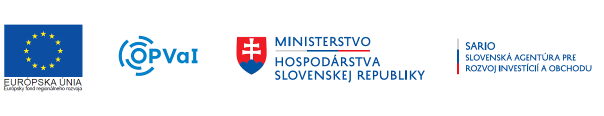 EURÓPSKA ÚNIA
Európsky fond regionálneho rozvoja
OPVaI
MINISTERSTVO
HOSPODÁRSTVA
SLOVENSKEJ REPUBLIKY
SARIO
SLOVENSKÁ AGENTÚRA PRE
ROZVOJ INVESTÍCIÍ A OBCHODU